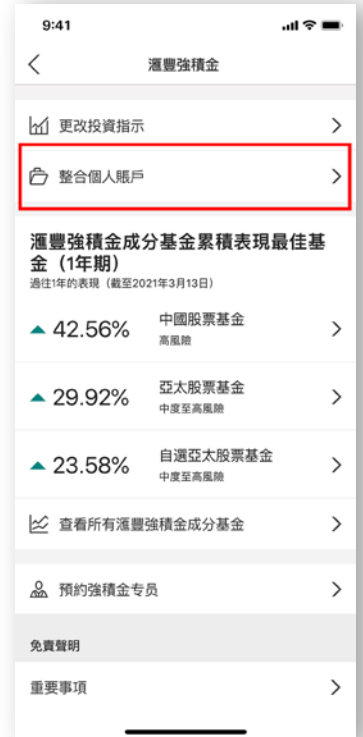 9:41
滙豐強積金
更改投資指示
整合個人賬戶
滙豐強積金成分基金累積表現最佳基
金（1年期）
過往1年的表現（截至2021年3月13日）
42.56%
中國股票基金
高風險
29.92%
亞太股票基金
中度至高風險
23.58%
自選亞太股票基金
中度至高風險
查看所有滙豐強積金成分基金
預約強積金专员
免責聲明
重要事項